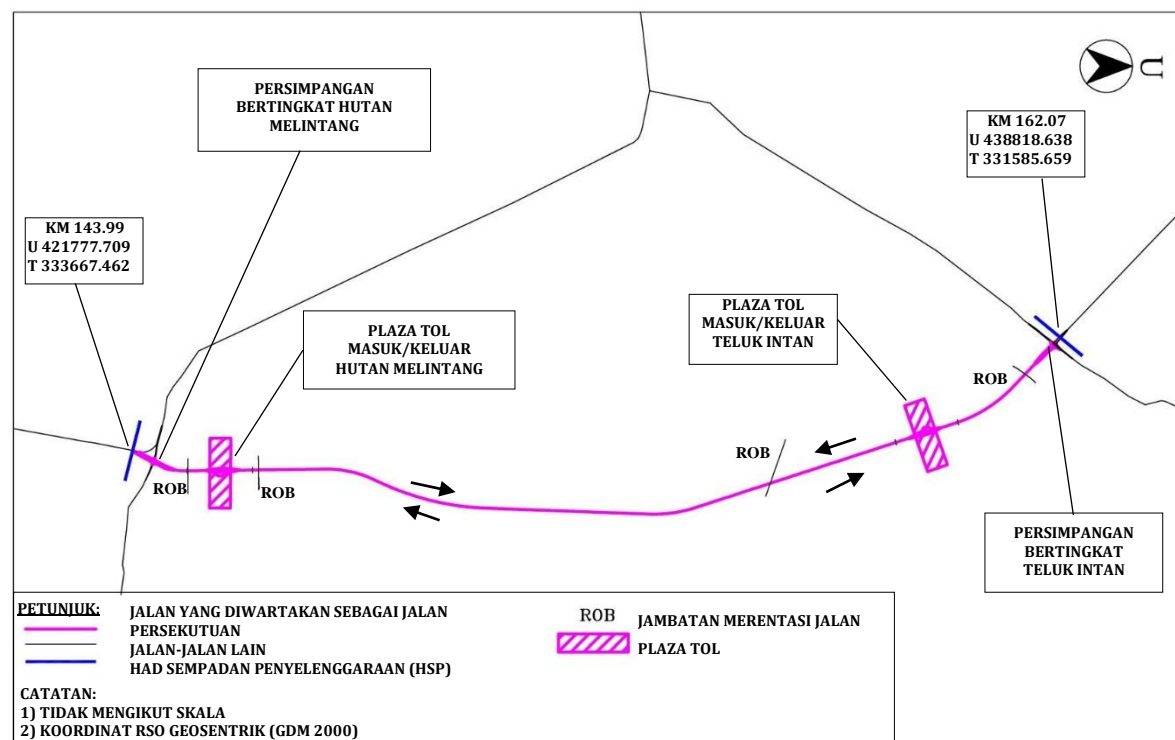 PERSIMPANGAN
BERTINGKAT HUTAN
MELINTANG
U
KM 162.07
U 438818.638
T 331585.659
KM 143.99
U 421777.709
T 333667.462
PLAZA TOL
MASUK/KELUAR
HUTAN MELINTANG
PLAZA TOL
MASUK/KELUAR
TELUK INTAN
ROB
ROB
ROB
ROB
PERSIMPANGAN
BERTINGKAT
TELUK INTAN
PETUNJUK:
JALAN YANG DIWARTAKAN SEBAGAI JALAN
PERSEKUTUAN
JALAN-JALAN LAIN
HAD SEMPADAN PENYELENGGARAAN (HSP)
ROB JAMBATAN MERENTASI JALAN
PLAZA TOL
CATATAN:
1) TIDAK MENGIKUT SKALA
2) KOORDINAT RSO GEOSENTRIK (GDM 2000)